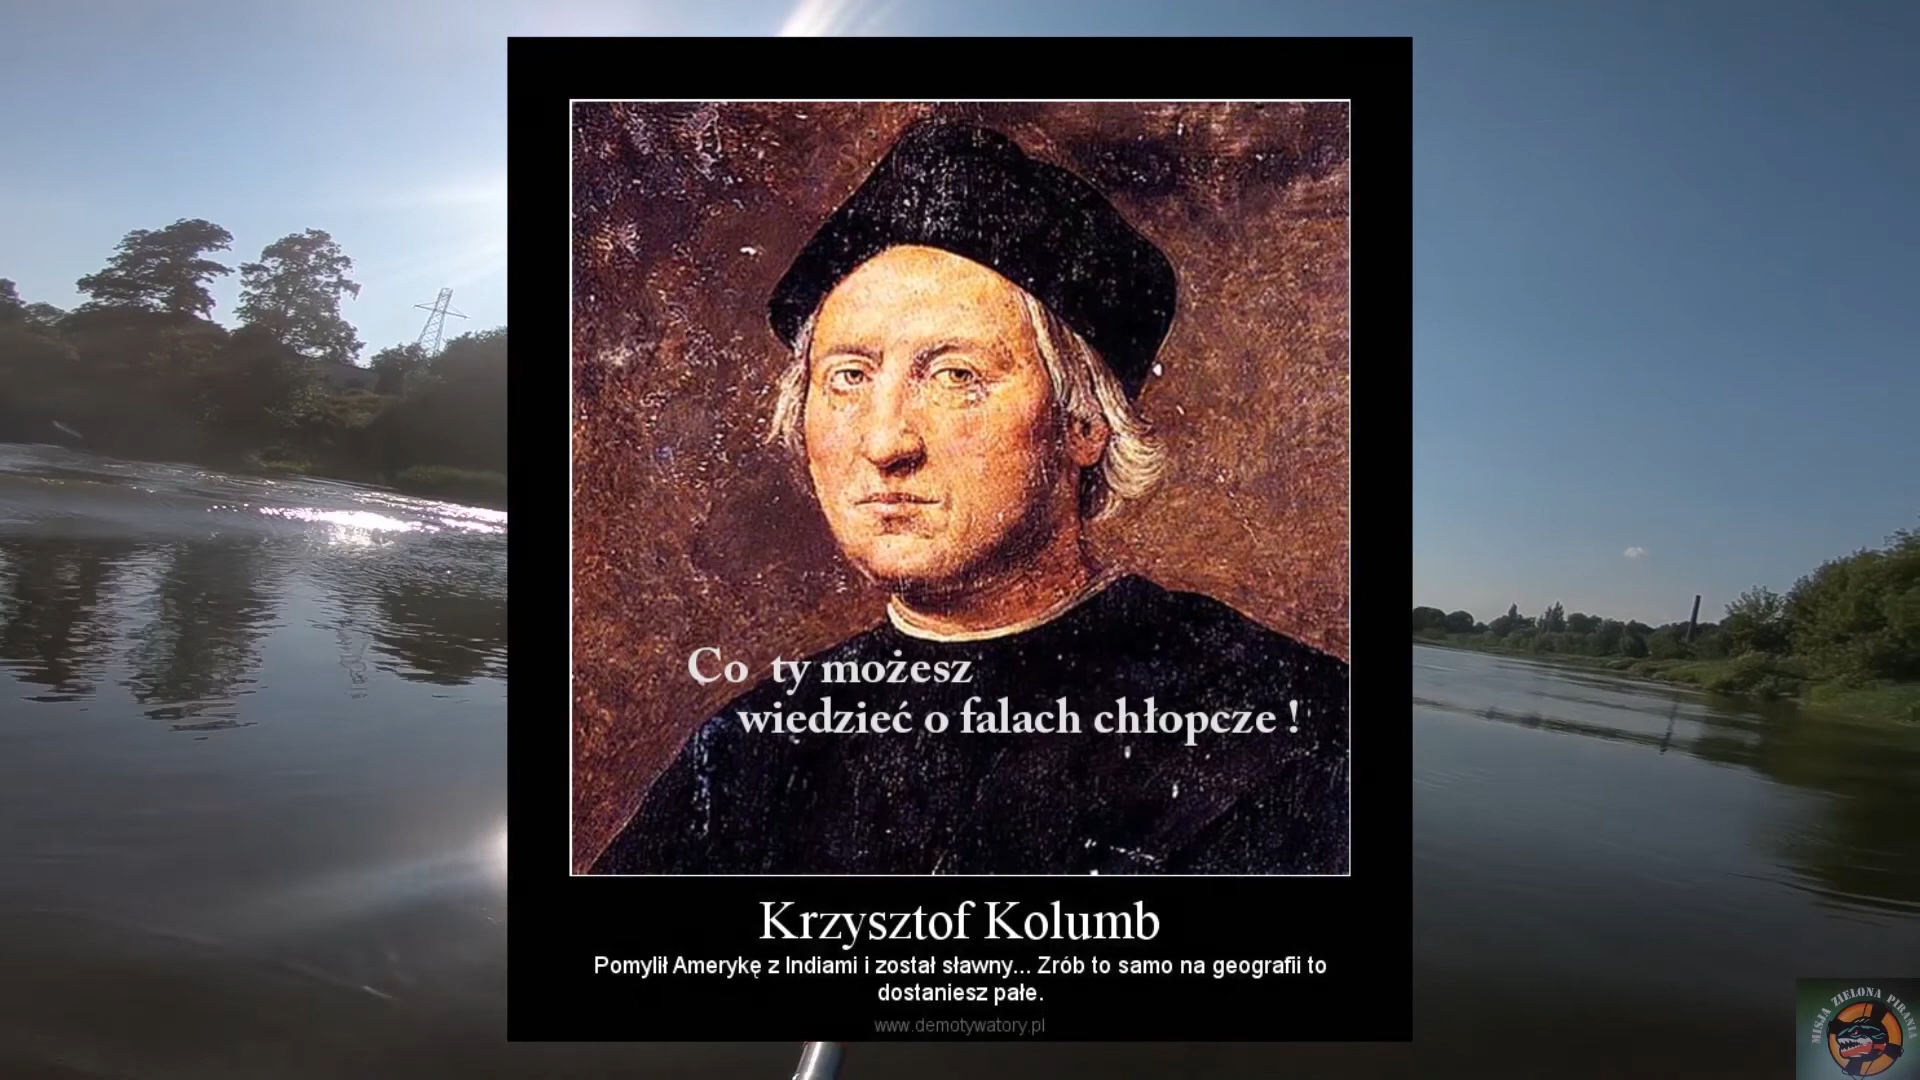 Co ty możesz
wiedzieć o falach chłopcze !
Krzysztof Kolumb
Pomylił Amerykę z Indiami i został sławny... Zrób to samo na geografii to
dostaniesz pałe.
www.demotywatory.pl
MISJA ZIELONA PIRANIA